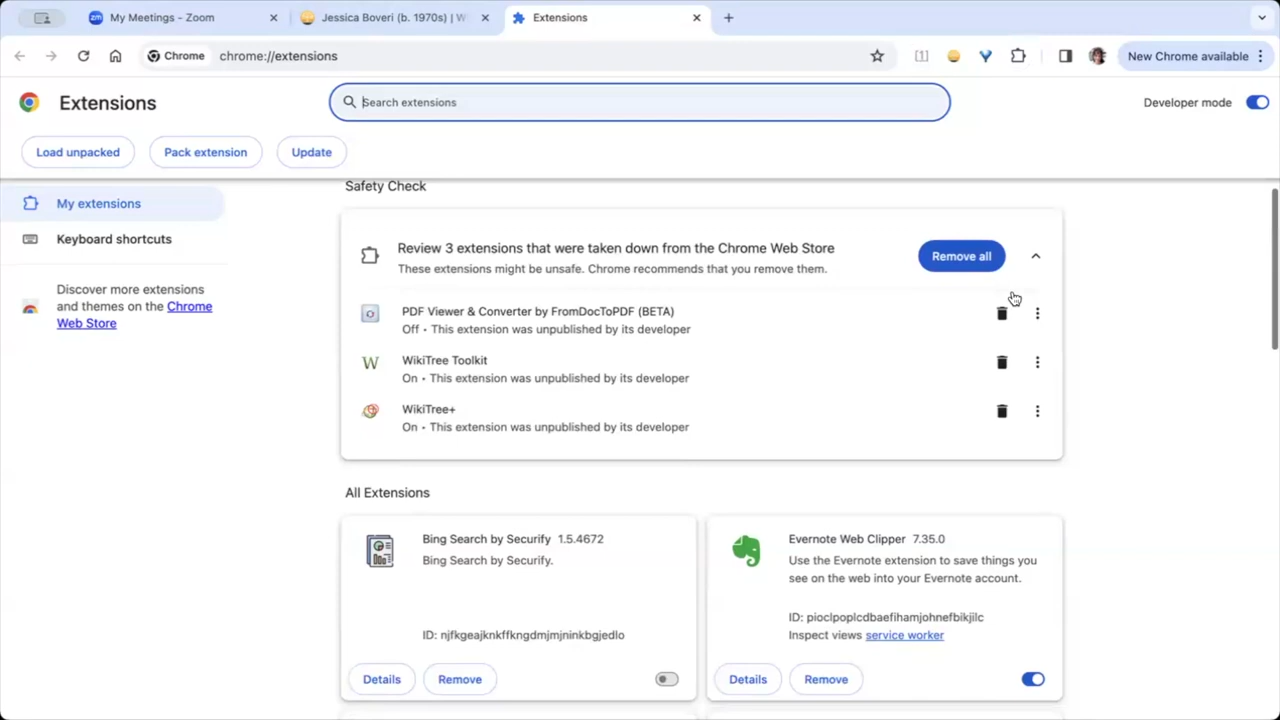 My Meetings - Zoom
Jessica Boveri (b. 1970s) | W
Extensions
Chrome
chrome://extensions
New Chrome available
Extensions
Search extensions
Developer mode
Load unpacked
Pack extension
Update
My extensions
Keyboard shortcuts
Discover more extensions
and themes on the Chrome
Web Store
Safety Check
Review 3 extensions that were taken down from the Chrome Web Store
These extensions might be unsafe. Chrome recommends that you remove them.
Remove all
PDF Viewer & Converter by FromDocToPDF (BETA)
Off • This extension was unpublished by its developer
WikiTree Toolkit
On • This extension was unpublished by its developer
WikiTree+
On • This extension was unpublished by its developer
All Extensions
Bing Search by Securify 1.5.4672
Bing Search by Securify.
ID: njfkgeajknkffkngdmjmjninkbgjedlo
Details
Remove
Evernote Web Clipper 7.35.0
Use the Evernote extension to save things you
see on the web into your Evernote account.
ID: pioclpoplcdbaefihamjohnefbikjilc
Inspect views service worker
Details
Remove